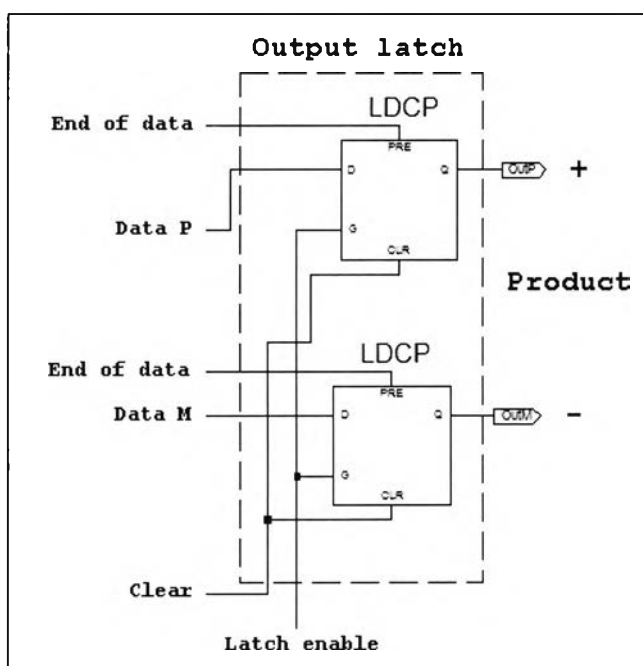 Output latch
LDCP
End of data
PRE
D
Q
OutP
+
Data P
G
CLR
Product
LDCP
End of data
PRE
Data M
D
Q
OutM
-
G
CLR
Clear
Latch enable